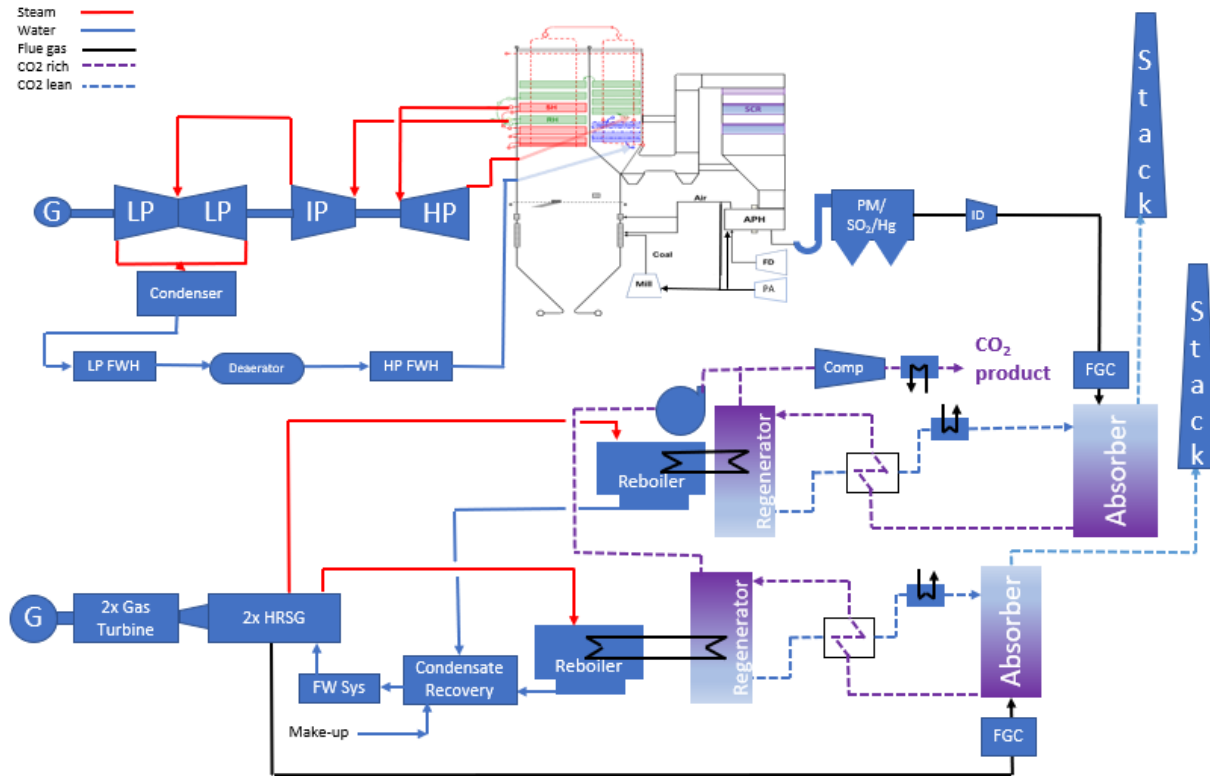 Steam
Water
Flue gas
CO2 rich
CO2 lean
SH
RH
SCR
Stack
G
LP
LP
IP
HP
Air
APH
PM/
SO₂/Hg
ID
Coal
FD
Mill
PA
Condenser
LP FWH
Deaerator
HP FWH
Stack
Comp
CO₂
product
FGC
Reboiler
Regenerator
Absorber
G
2x Gas
Turbine
2x HRSG
Reboiler
Regenerator
Absorber
Condensate
Recovery
FW Sys
Make-up
FGC